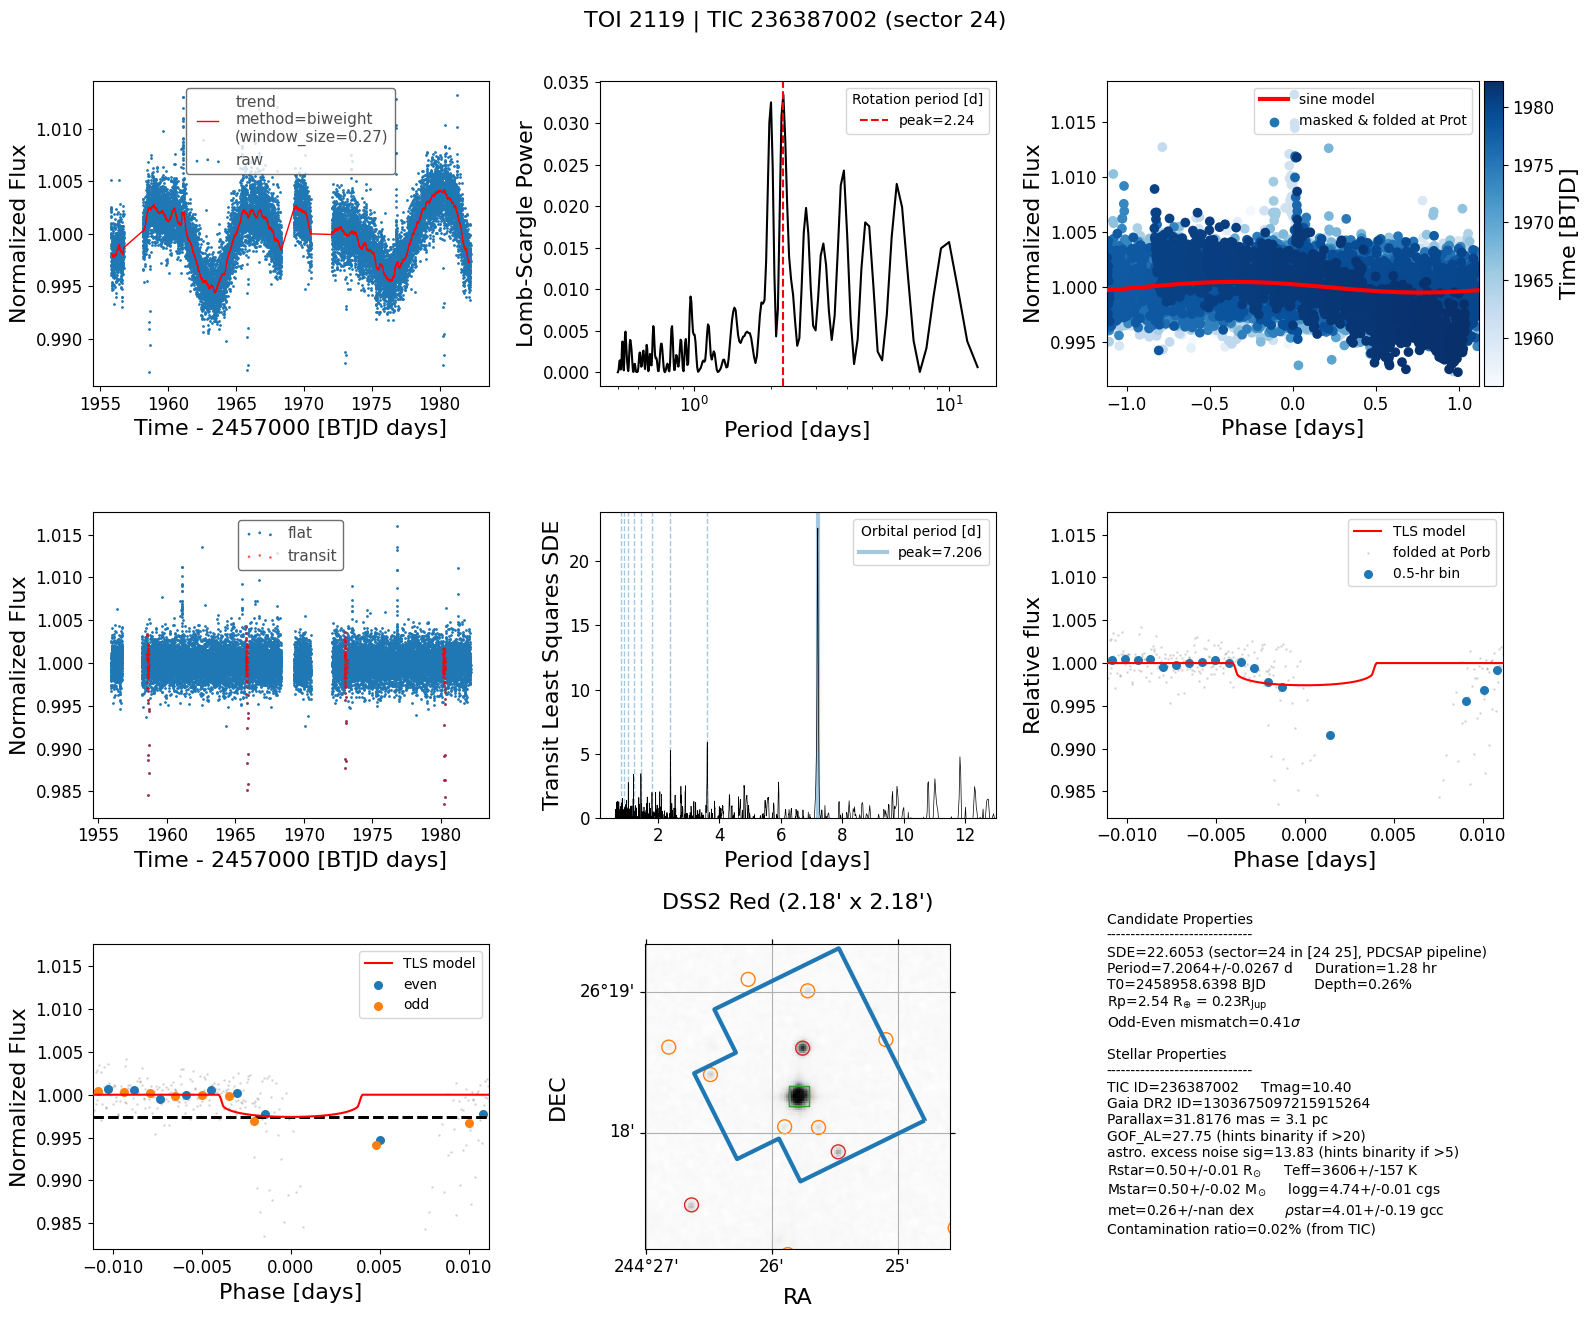 TOI 2119 | TIC 236387002 (sector 24)
Normalized Flux
1.010
1.005
1.000
0.995
0.990
trend
method=biweight
(window_size=0.27)
raw
1955 1960 1965 1970 1975 1980
Time - 2457000 [BTJD days]
Lomb-Scargle Power
0.035
0.030
0.025
0.020
0.015
0.010
0.005
0.000
Rotation period [d]
peak=2.24
10^0 10^1
Period [days]
Normalized Flux
1.015
1.010
1.005
1.000
0.995
sine model
masked & folded at Prot
−1.0 −0.5 0.0 0.5 1.0
Phase [days]
1980
1975
1970
1965
1960
Time [BTJD]
Normalized Flux
1.015
1.010
1.005
1.000
0.995
0.990
0.985
flat
transit
1955 1960 1965 1970 1975 1980
Time - 2457000 [BTJD days]
Transit Least Squares SDE
20
15
10
5
0
Orbital period [d]
peak=7.206
2 4 6 8 10 12
Period [days]
Relative flux
1.015
1.010
1.005
1.000
0.995
0.990
0.985
TLS model
folded at Porb
0.5-hr bin
−0.010 −0.005 0.000 0.005 0.010
Phase [days]
Normalized Flux
1.015
1.010
1.005
1.000
0.995
0.990
0.985
TLS model
even
odd
−0.010 −0.005 0.000 0.005 0.010
Phase [days]
DSS2 Red (2.18' x 2.18')
DEC
26°19'
18'
244°27' 26' 25'
RA
Candidate Properties
-------------------------------
SDE=22.6053 (sector=24 in [24 25], PDCSAP pipeline)
Period=7.2064+/-0.0267 d Duration=1.28 hr
T0=2458958.6398 BJD Depth=0.26%
Rp=2.54 R⊕ = 0.23RJup
Odd-Even mismatch=0.41σ
Stellar Properties
-------------------------------
TIC ID=236387002 Tmag=10.40
Gaia DR2 ID=1303675097215915264
Parallax=31.8176 mas = 3.1 pc
GOF_AL=27.75 (hints binarity if >20)
astro. excess noise sig=13.83 (hints binarity if >5)
Rstar=0.50+/-0.01 R⊙ Teff=3606+/-157 K
Mstar=0.50+/-0.02 M⊙ logg=4.74+/-0.01 cgs
met=0.26+/-nan dex ρstar=4.01+/-0.19 gcc
Contamination ratio=0.02% (from TIC)